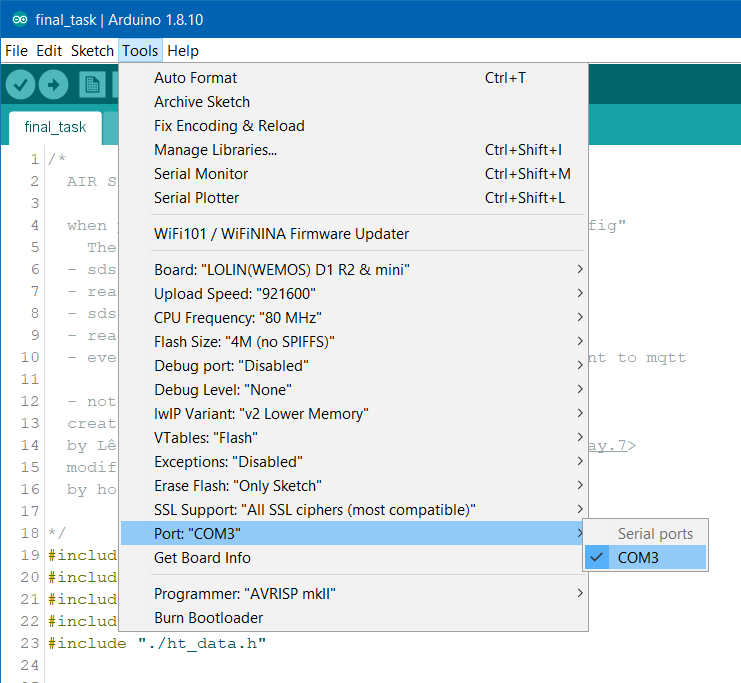 final_task | Arduino 1.8.10
File Edit Sketch Tools Help
Auto Format Ctrl+T
Archive Sketch
Fix Encoding & Reload
Manage Libraries... Ctrl+Shift+I
Serial Monitor Ctrl+Shift+M
Serial Plotter Ctrl+Shift+L
WiFi101 / WiFiNINA Firmware Updater
Board: "LOLIN(WEMOS) D1 R2 & mini"
Upload Speed: "921600"
CPU Frequency: "80 MHz"
Flash Size: "4M (no SPIFFS)"
Debug port: "Disabled"
Debug Level: "None"
lwIP Variant: "v2 Lower Memory"
VTables: "Flash"
Exceptions: "Disabled"
Erase Flash: "Only Sketch"
SSL Support: "All SSL ciphers (most compatible)"
Port: "COM3"
Get Board Info
Programmer: "AVRISP mkII"
Burn Bootloader
Serial ports
COM3
final_task
1 /*
2 AIR S
3
4 when fig"
5 The
6 - sds
7 - rea
8 - sds
9 - rea
10 - eve nt to mqtt
11
12 - not
13 creat
14 by Lê ay.7>
15 modif
16 by ho
17
18 */
19 #includ
20 #includ
21 #includ
22 #includ
23 #include "./ht_data.h"
24